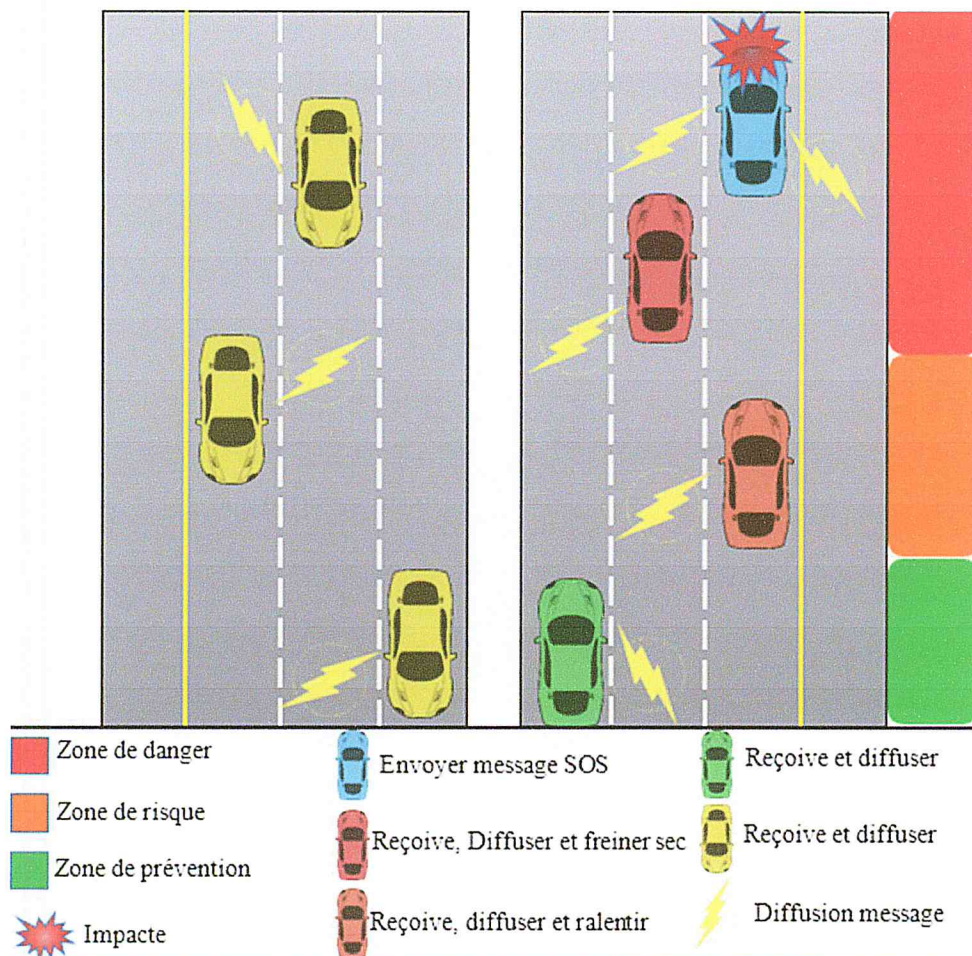 Zone de danger
Zone de risque
Zone de prévention
Impacte
Envoyer message SOS
Reçoive, Diffuser et freiner sec
Reçoive, diffuser et ralentir
Reçoive et diffuser
Reçoive et diffuser
Diffusion message